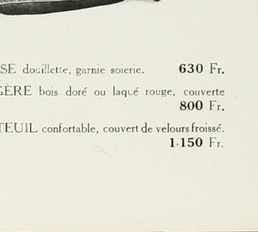 SE douillette, garnie soierie. 630 Fr.
GÈRE bois doré ou laqué rouge, couverte
800 Fr.
TEUIL confortable, couvert de velours froissé.
1.150 Fr.